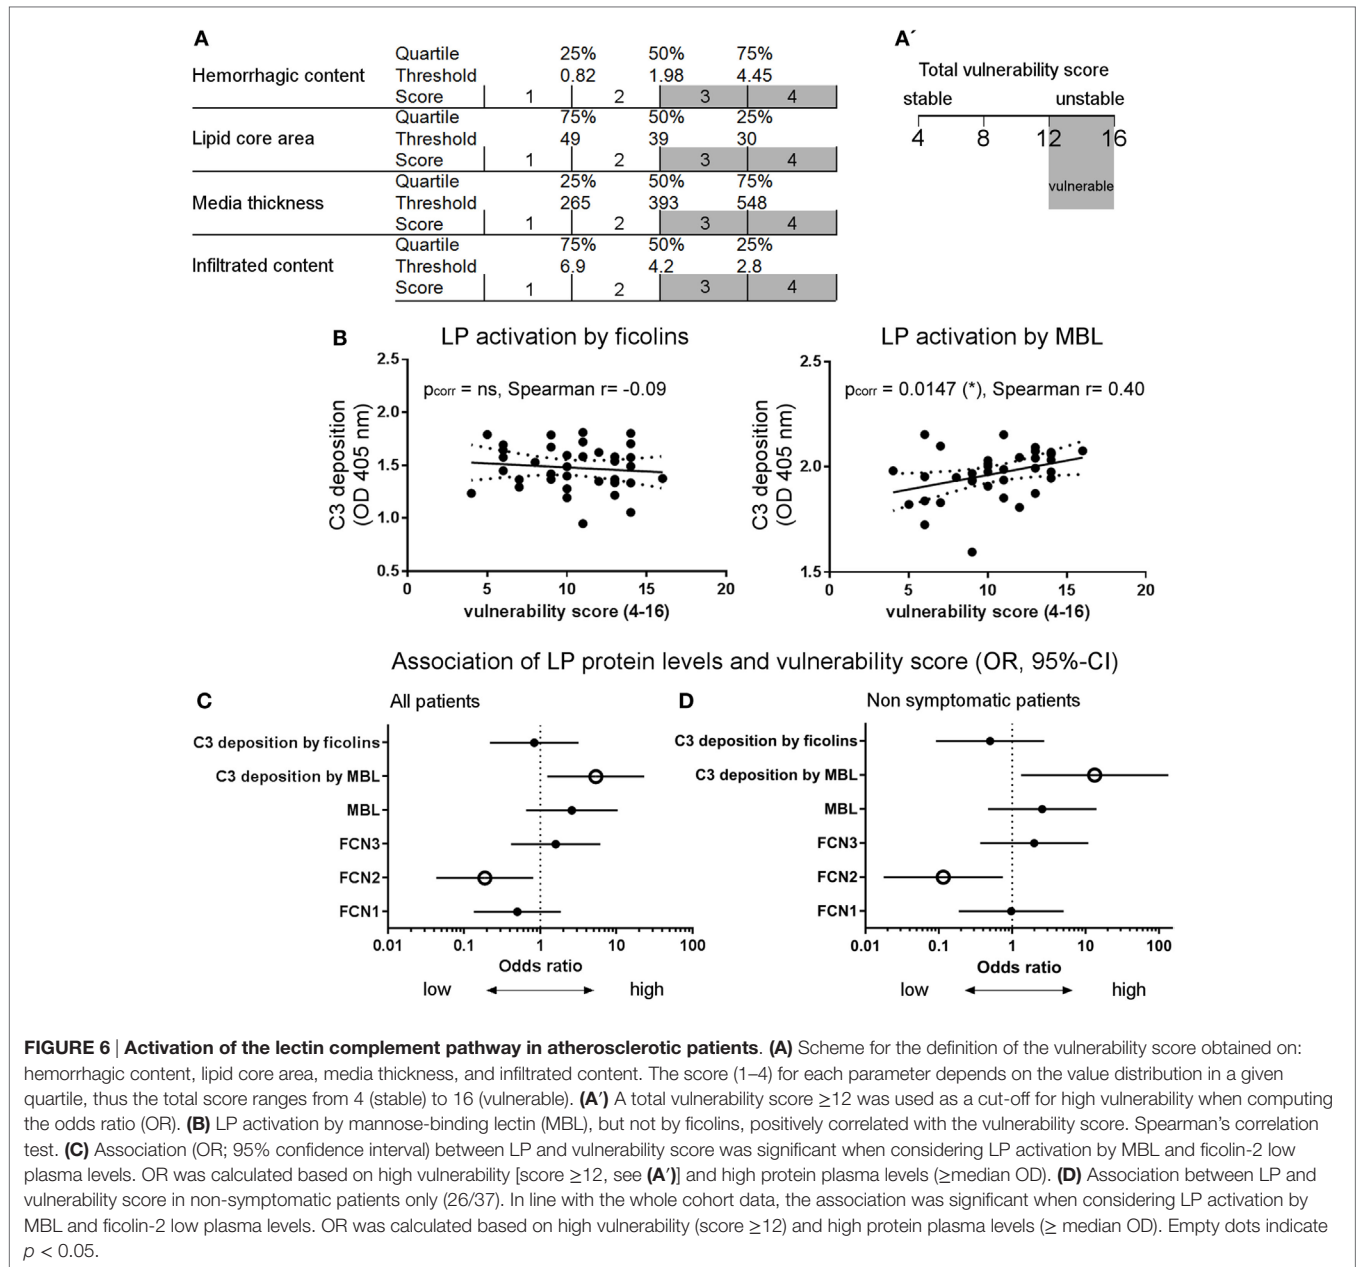 A
Quartile 25% 50% 75%
Hemorrhagic content Threshold 0.82 1.98 4.45
Score 1 2 3 4
Quartile 75% 50% 25%
Lipid core area Threshold 49 39 30
Score 1 2 3 4
Quartile 25% 50% 75%
Media thickness Threshold 265 393 548
Score 1 2 3 4
Quartile 75% 50% 25%
Infiltrated content Threshold 6.9 4.2 2.8
Score 1 2 3 4
A´
Total vulnerability score
stable unstable
4 8 12 16
vulnerable
B
LP activation by ficolins
2.5
2.0
1.5
1.0
0.5
C3 deposition
(OD 405 nm)
pcorr = ns, Spearman r= -0.09
0 5 10 15 20
vulnerability score (4-16)
LP activation by MBL
2.5
2.0
1.5
C3 deposition
(OD 405 nm)
pcorr = 0.0147 (*), Spearman r= 0.40
0 5 10 15 20
vulnerability score (4-16)
Association of LP protein levels and vulnerability score (OR, 95%-CI)
C
All patients
C3 deposition by ficolins
C3 deposition by MBL
MBL
FCN3
FCN2
FCN1
0.01 0.1 1 10 100
Odds ratio
low high
D
Non symptomatic patients
C3 deposition by ficolins
C3 deposition by MBL
MBL
FCN3
FCN2
FCN1
0.01 0.1 1 10 100
Odds ratio
low high
FIGURE 6 | Activation of the lectin complement pathway in atherosclerotic patients. (A) Scheme for the definition of the vulnerability score obtained on:
hemorrhagic content, lipid core area, media thickness, and infiltrated content. The score (1–4) for each parameter depends on the value distribution in a given
quartile, thus the total score ranges from 4 (stable) to 16 (vulnerable). (A′) A total vulnerability score ≥12 was used as a cut-off for high vulnerability when computing
the odds ratio (OR). (B) LP activation by mannose-binding lectin (MBL), but not by ficolins, positively correlated with the vulnerability score. Spearman's correlation
test. (C) Association (OR; 95% confidence interval) between LP and vulnerability score was significant when considering LP activation by MBL and ficolin-2 low
plasma levels. OR was calculated based on high vulnerability [score ≥12, see (A′)] and high protein plasma levels (≥median OD). (D) Association between LP and
vulnerability score in non-symptomatic patients only (26/37). In line with the whole cohort data, the association was significant when considering LP activation by
MBL and ficolin-2 low plasma levels. OR was calculated based on high vulnerability (score ≥12) and high protein plasma levels (≥ median OD). Empty dots indicate
p < 0.05.